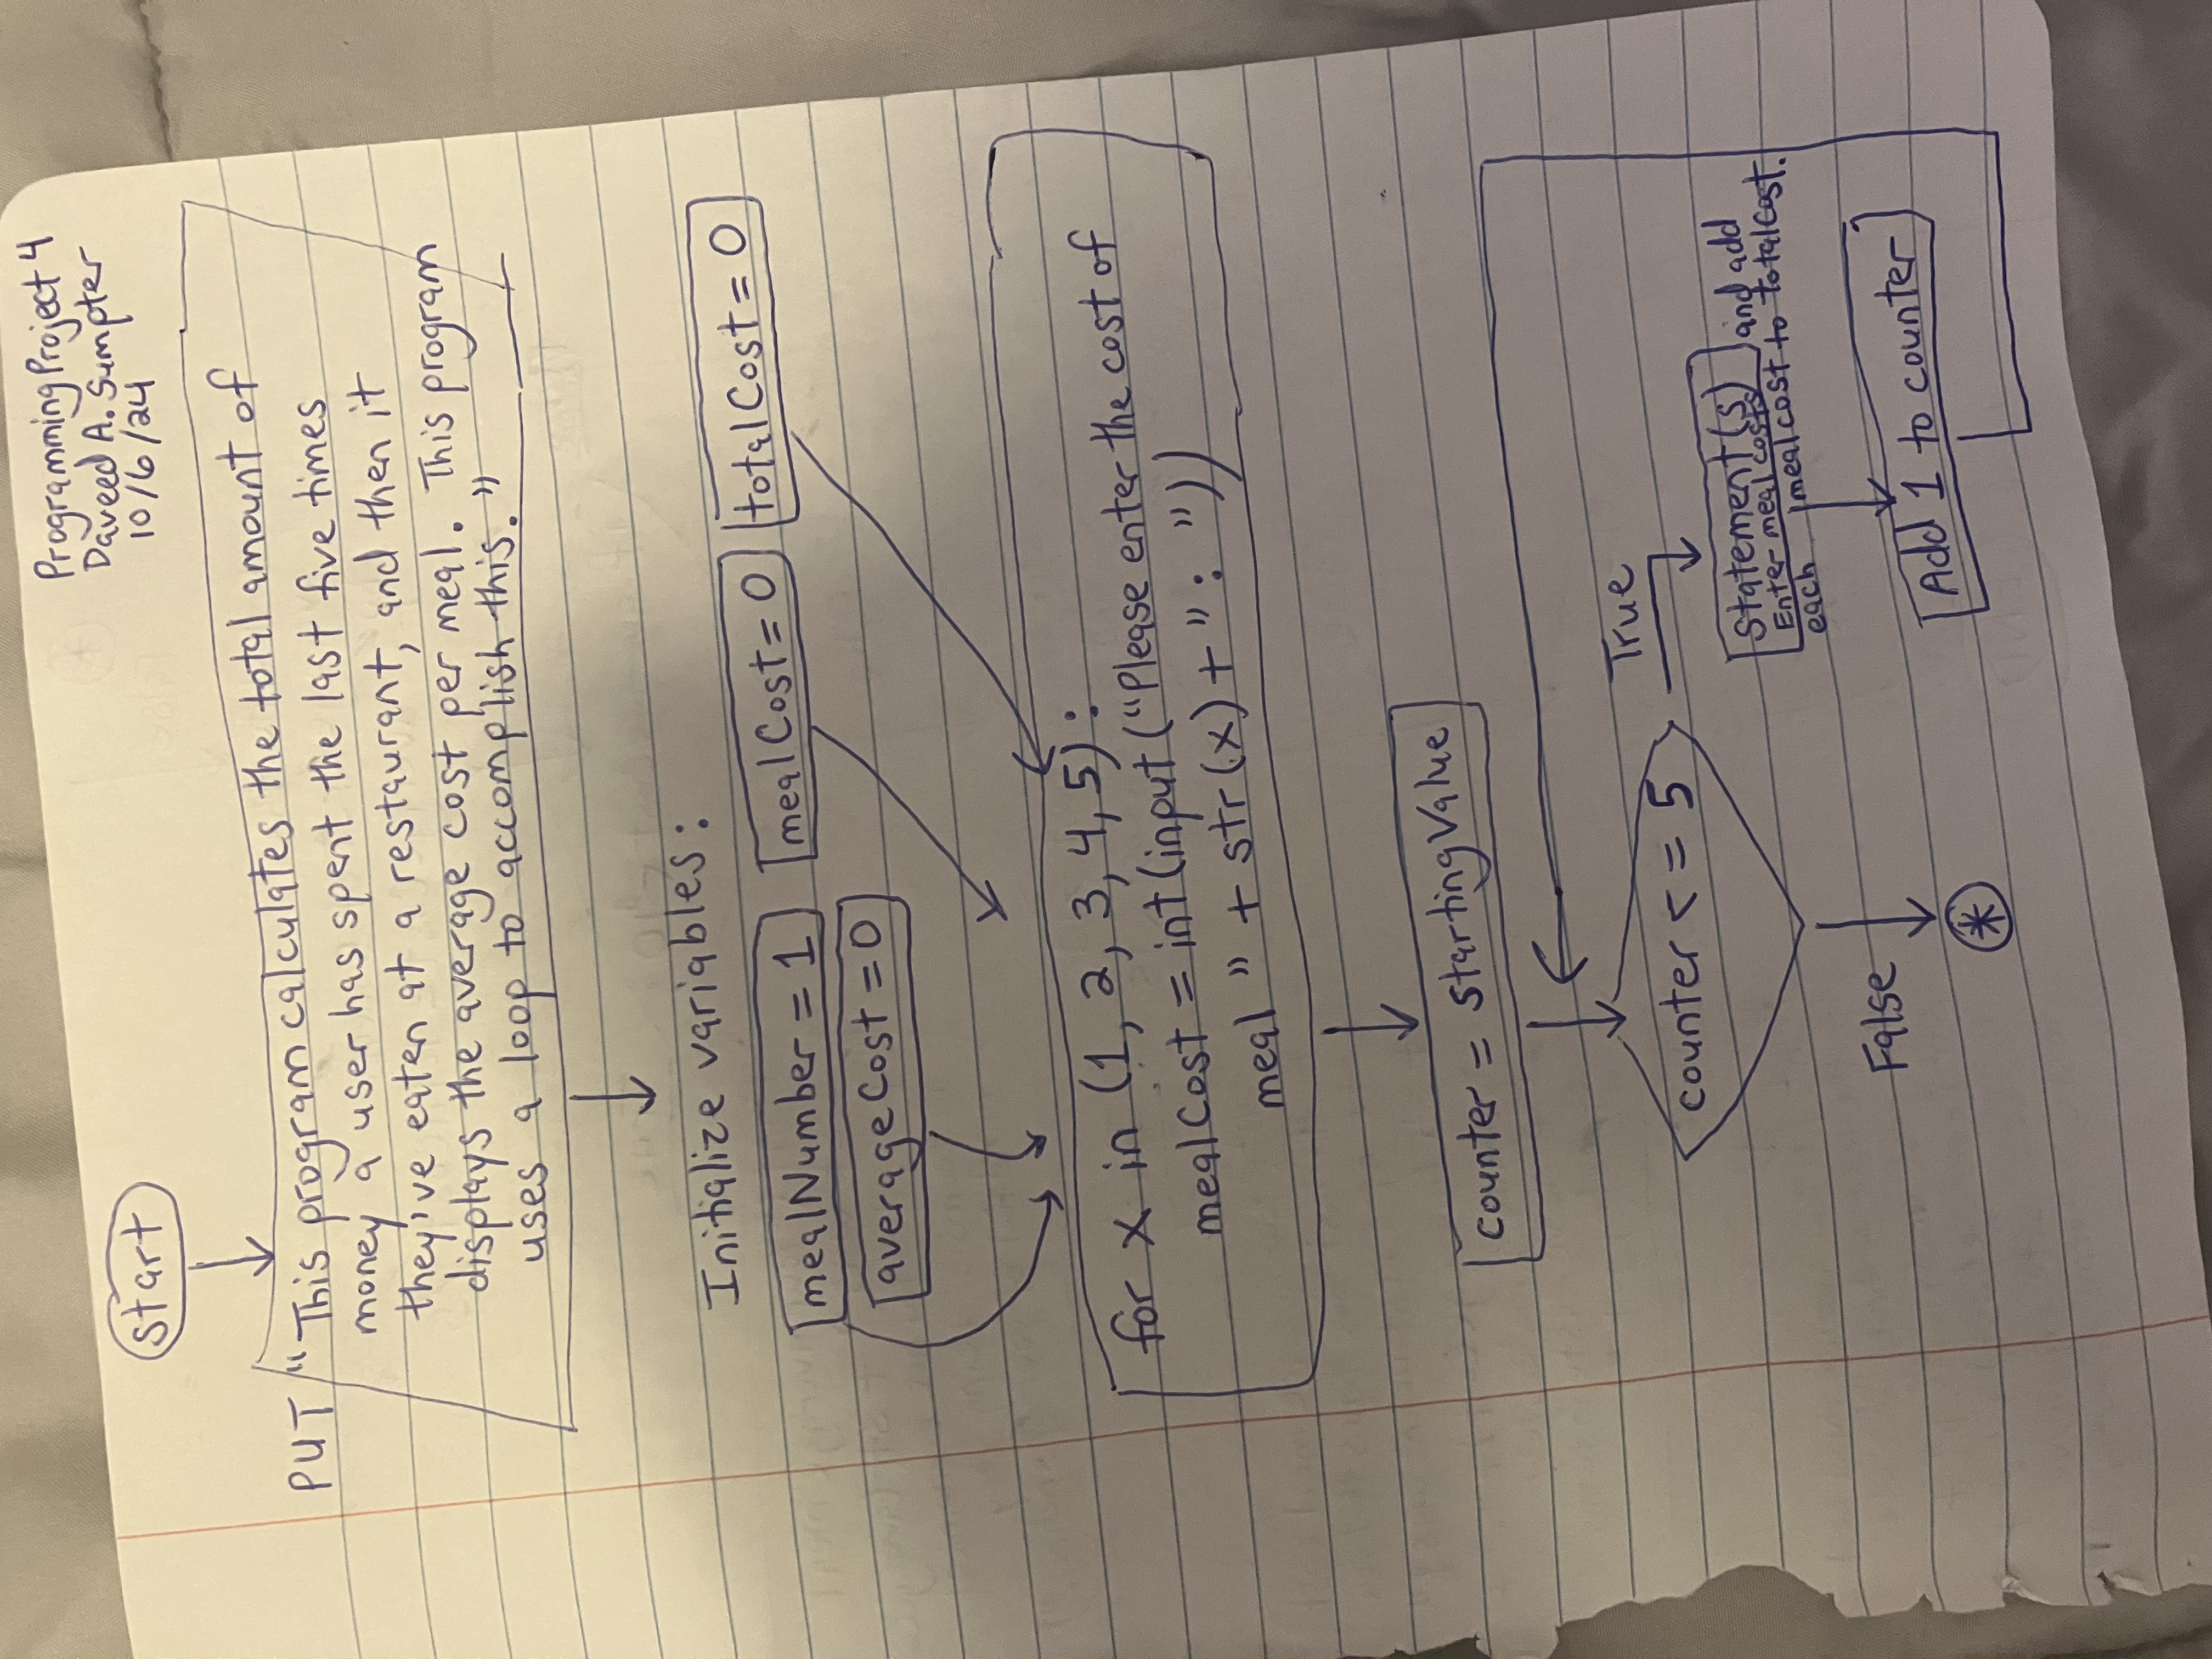 Programming Project 4
Daveed A. Sumpter
10/6/24
Start
PUT "This program calculates the total amount of
money a user has spent the last five times
they've eaten at a restaurant, and then it
displays the average cost per meal. This program
uses a loop to accomplish this."
Initialize variables:
mealNumber = 1
mealCost = 0
totalCost = 0
averageCost = 0
for x in (1, 2, 3, 4, 5):
mealCost = int(input("Please enter the cost of
meal " + str(x) + " : "))
counter = startingValue
counter <= 5
True
Statement(s)
Enter meal costs and add
each mealcost to totalCost.
False
Add 1 to counter
*